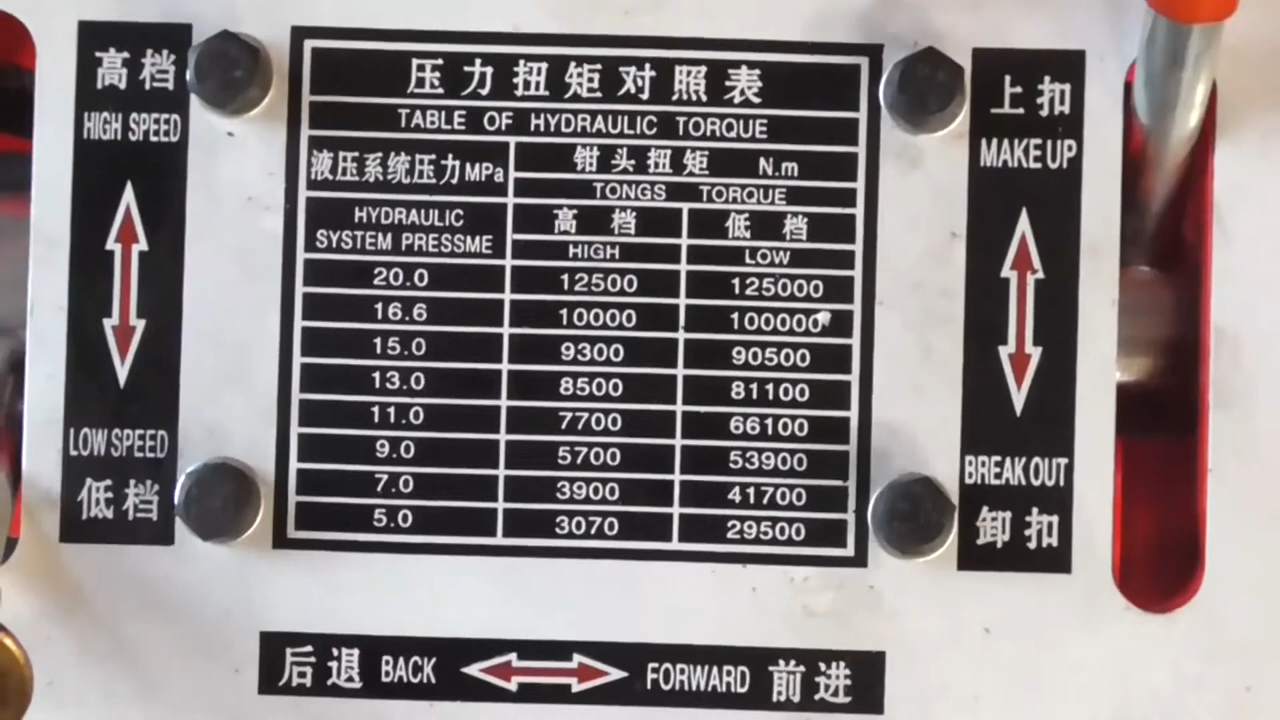 高档
HIGH SPEED
LOW SPEED
低档
压力扭矩对照表
TABLE OF HYDRAULIC TORQUE
液压系统压力MPa
钳头扭矩 N.m
TONGS TORQUE
HYDRAULIC
SYSTEM PRESSME
高档 低档
HIGH LOW
20.0 12500 125000
16.6 10000 100000
15.0 9300 90500
13.0 8500 81100
11.0 7700 66100
9.0 5700 53900
7.0 3900 41700
5.0 3070 29500
上扣
MAKE UP
BREAK OUT
卸扣
后退 BACK FORWARD 前进